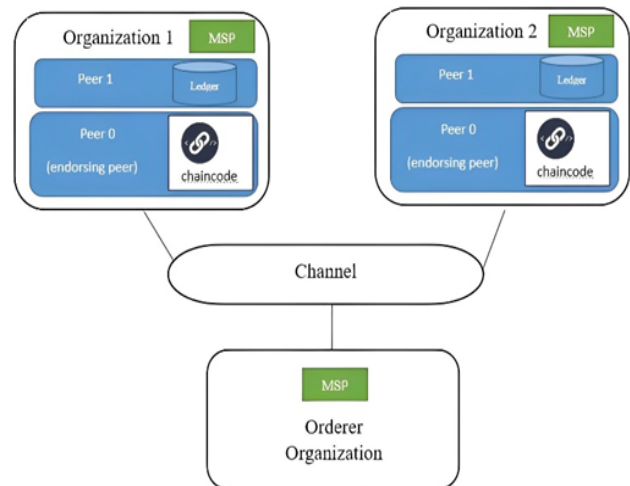 Organization 1
MSP
Peer 1
Ledger
Peer 0
(endorsing peer)
chaincode
Organization 2
MSP
Peer 1
Ledger
Peer 0
(endorsing peer)
chaincode
Channel
MSP
Orderer
Organization